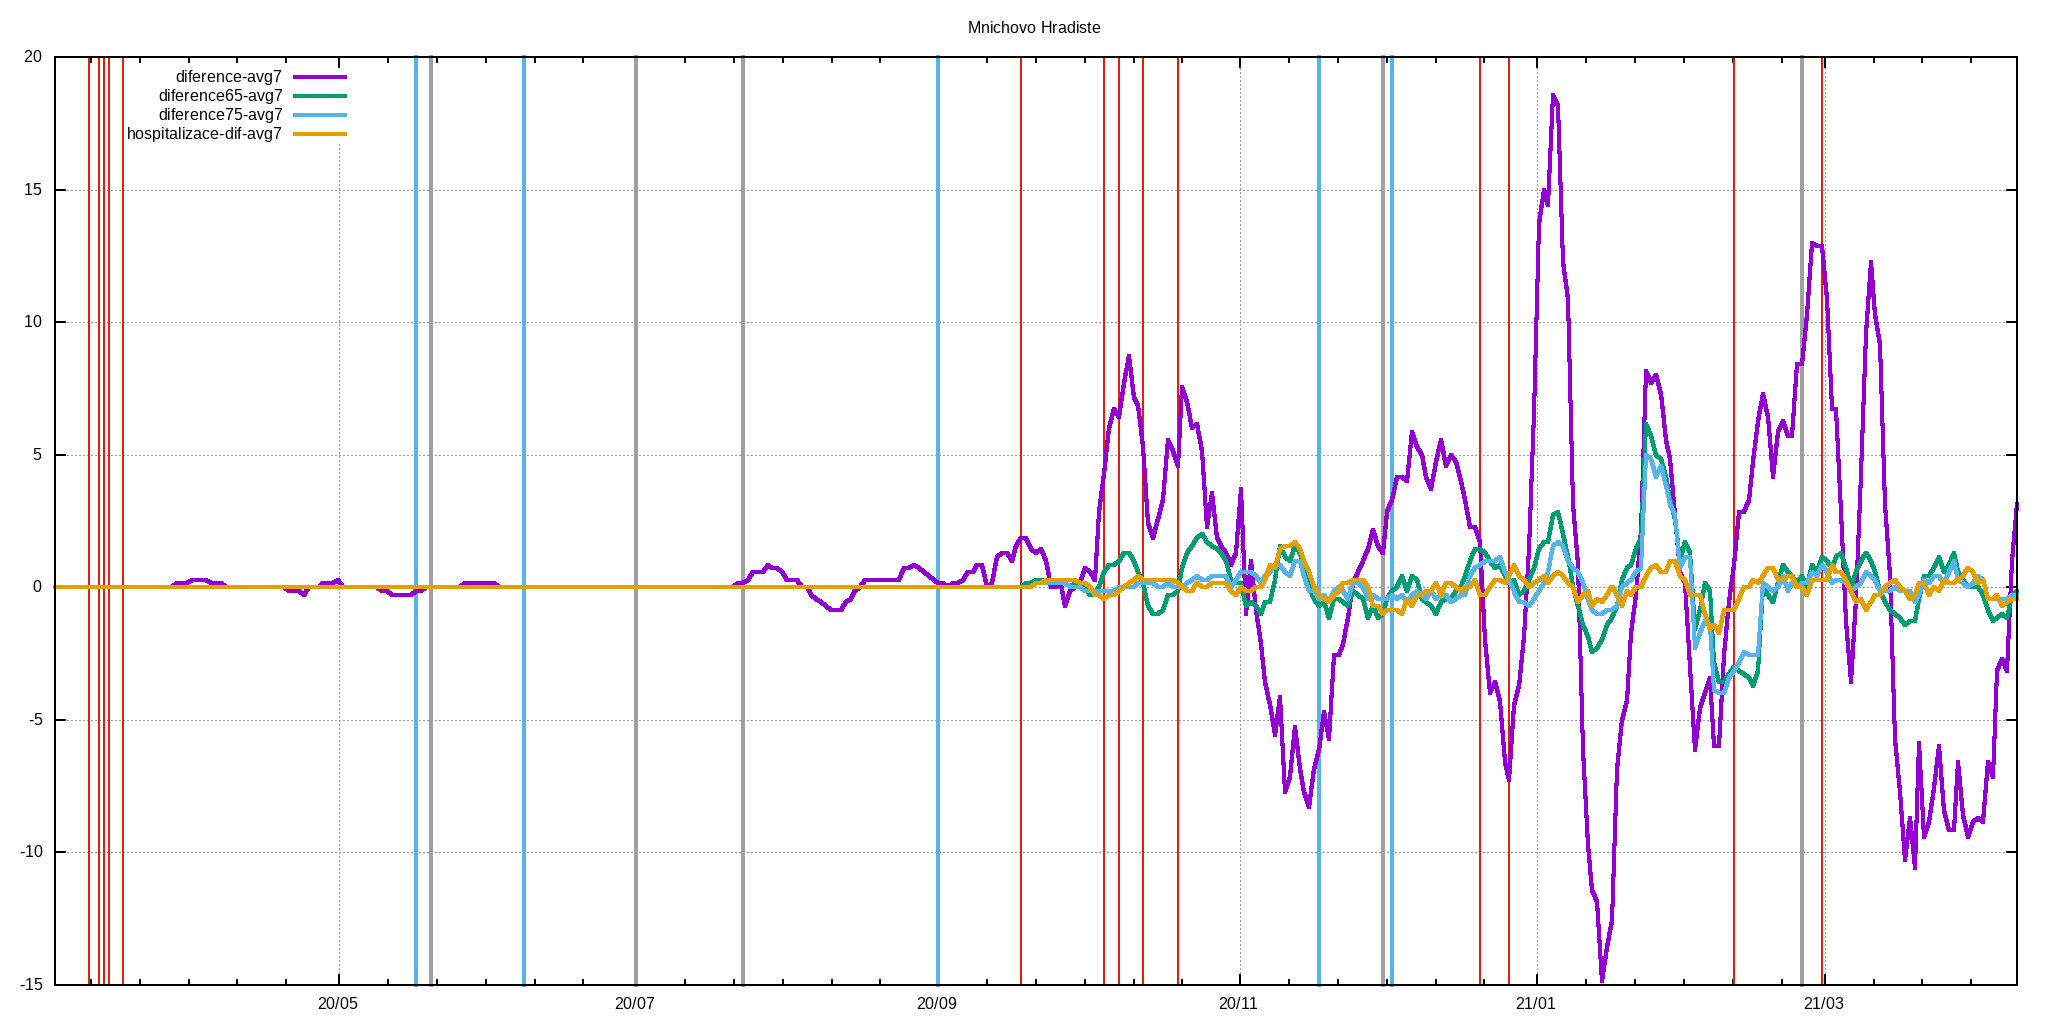 Mnichovo Hradiste
20
15
10
5
0
-5
-10
-15
diference-avg7
diference65-avg7
diference75-avg7
hospitalizace-dif-avg7
20/05 20/07 20/09 20/11 21/01 21/03